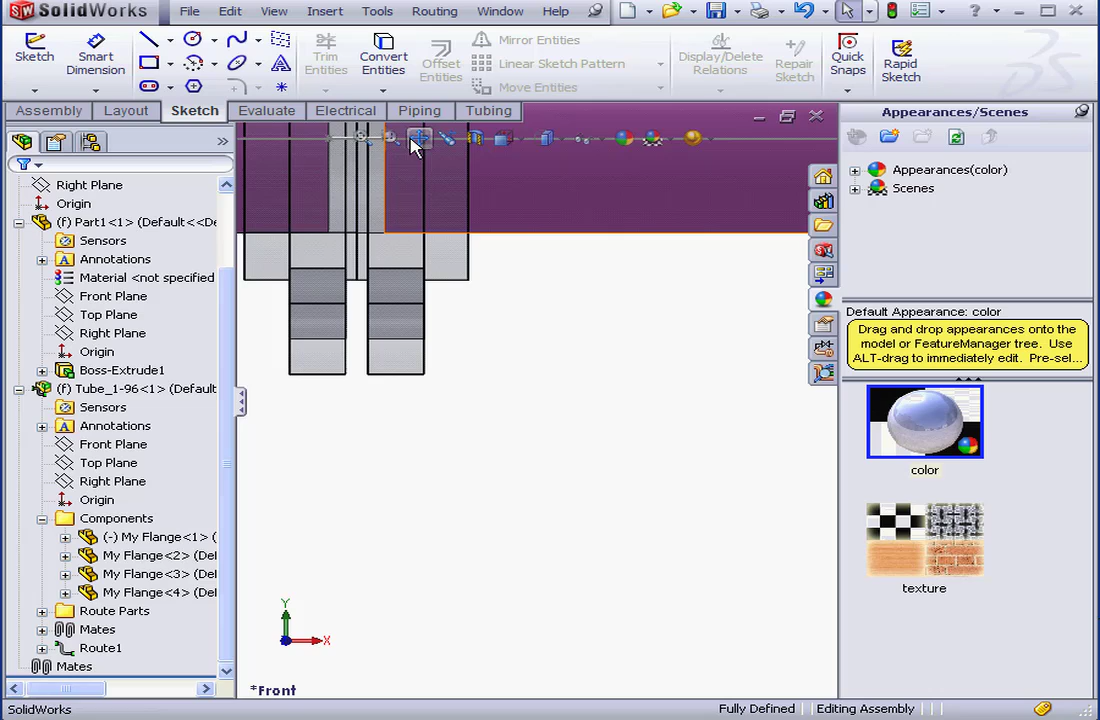 SW SolidWorks File Edit View Insert Tools Routing Window Help
Sketch
Smart Dimension
Trim Entities
Convert Entities
Offset Entities
Mirror Entities
Linear Sketch Pattern
Move Entities
Display/Delete Relations
Repair Sketch
Quick Snaps
Rapid Sketch
Assembly Layout Sketch Evaluate Electrical Piping Tubing
Right Plane
Origin
(f) Part1<1> (Default<<De
Sensors
Annotations
Material <not specified
Front Plane
Top Plane
Right Plane
Origin
Boss-Extrude1
(f) Tube_1-96<1> (Default
Sensors
Annotations
Front Plane
Top Plane
Right Plane
Origin
Components
(-) My Flange<1> (
My Flange<2> (Def
My Flange<3> (Def
My Flange<4> (Def
Route Parts
Mates
Route1
Mates
Y
X
*Front
Appearances/Scenes
Appearances(color)
Scenes
Default Appearance: color
Drag and drop appearances onto the
model or FeatureManager tree. Use
ALT-drag to immediately edit. Pre-sel...
color
texture
SolidWorks Fully Defined Editing Assembly